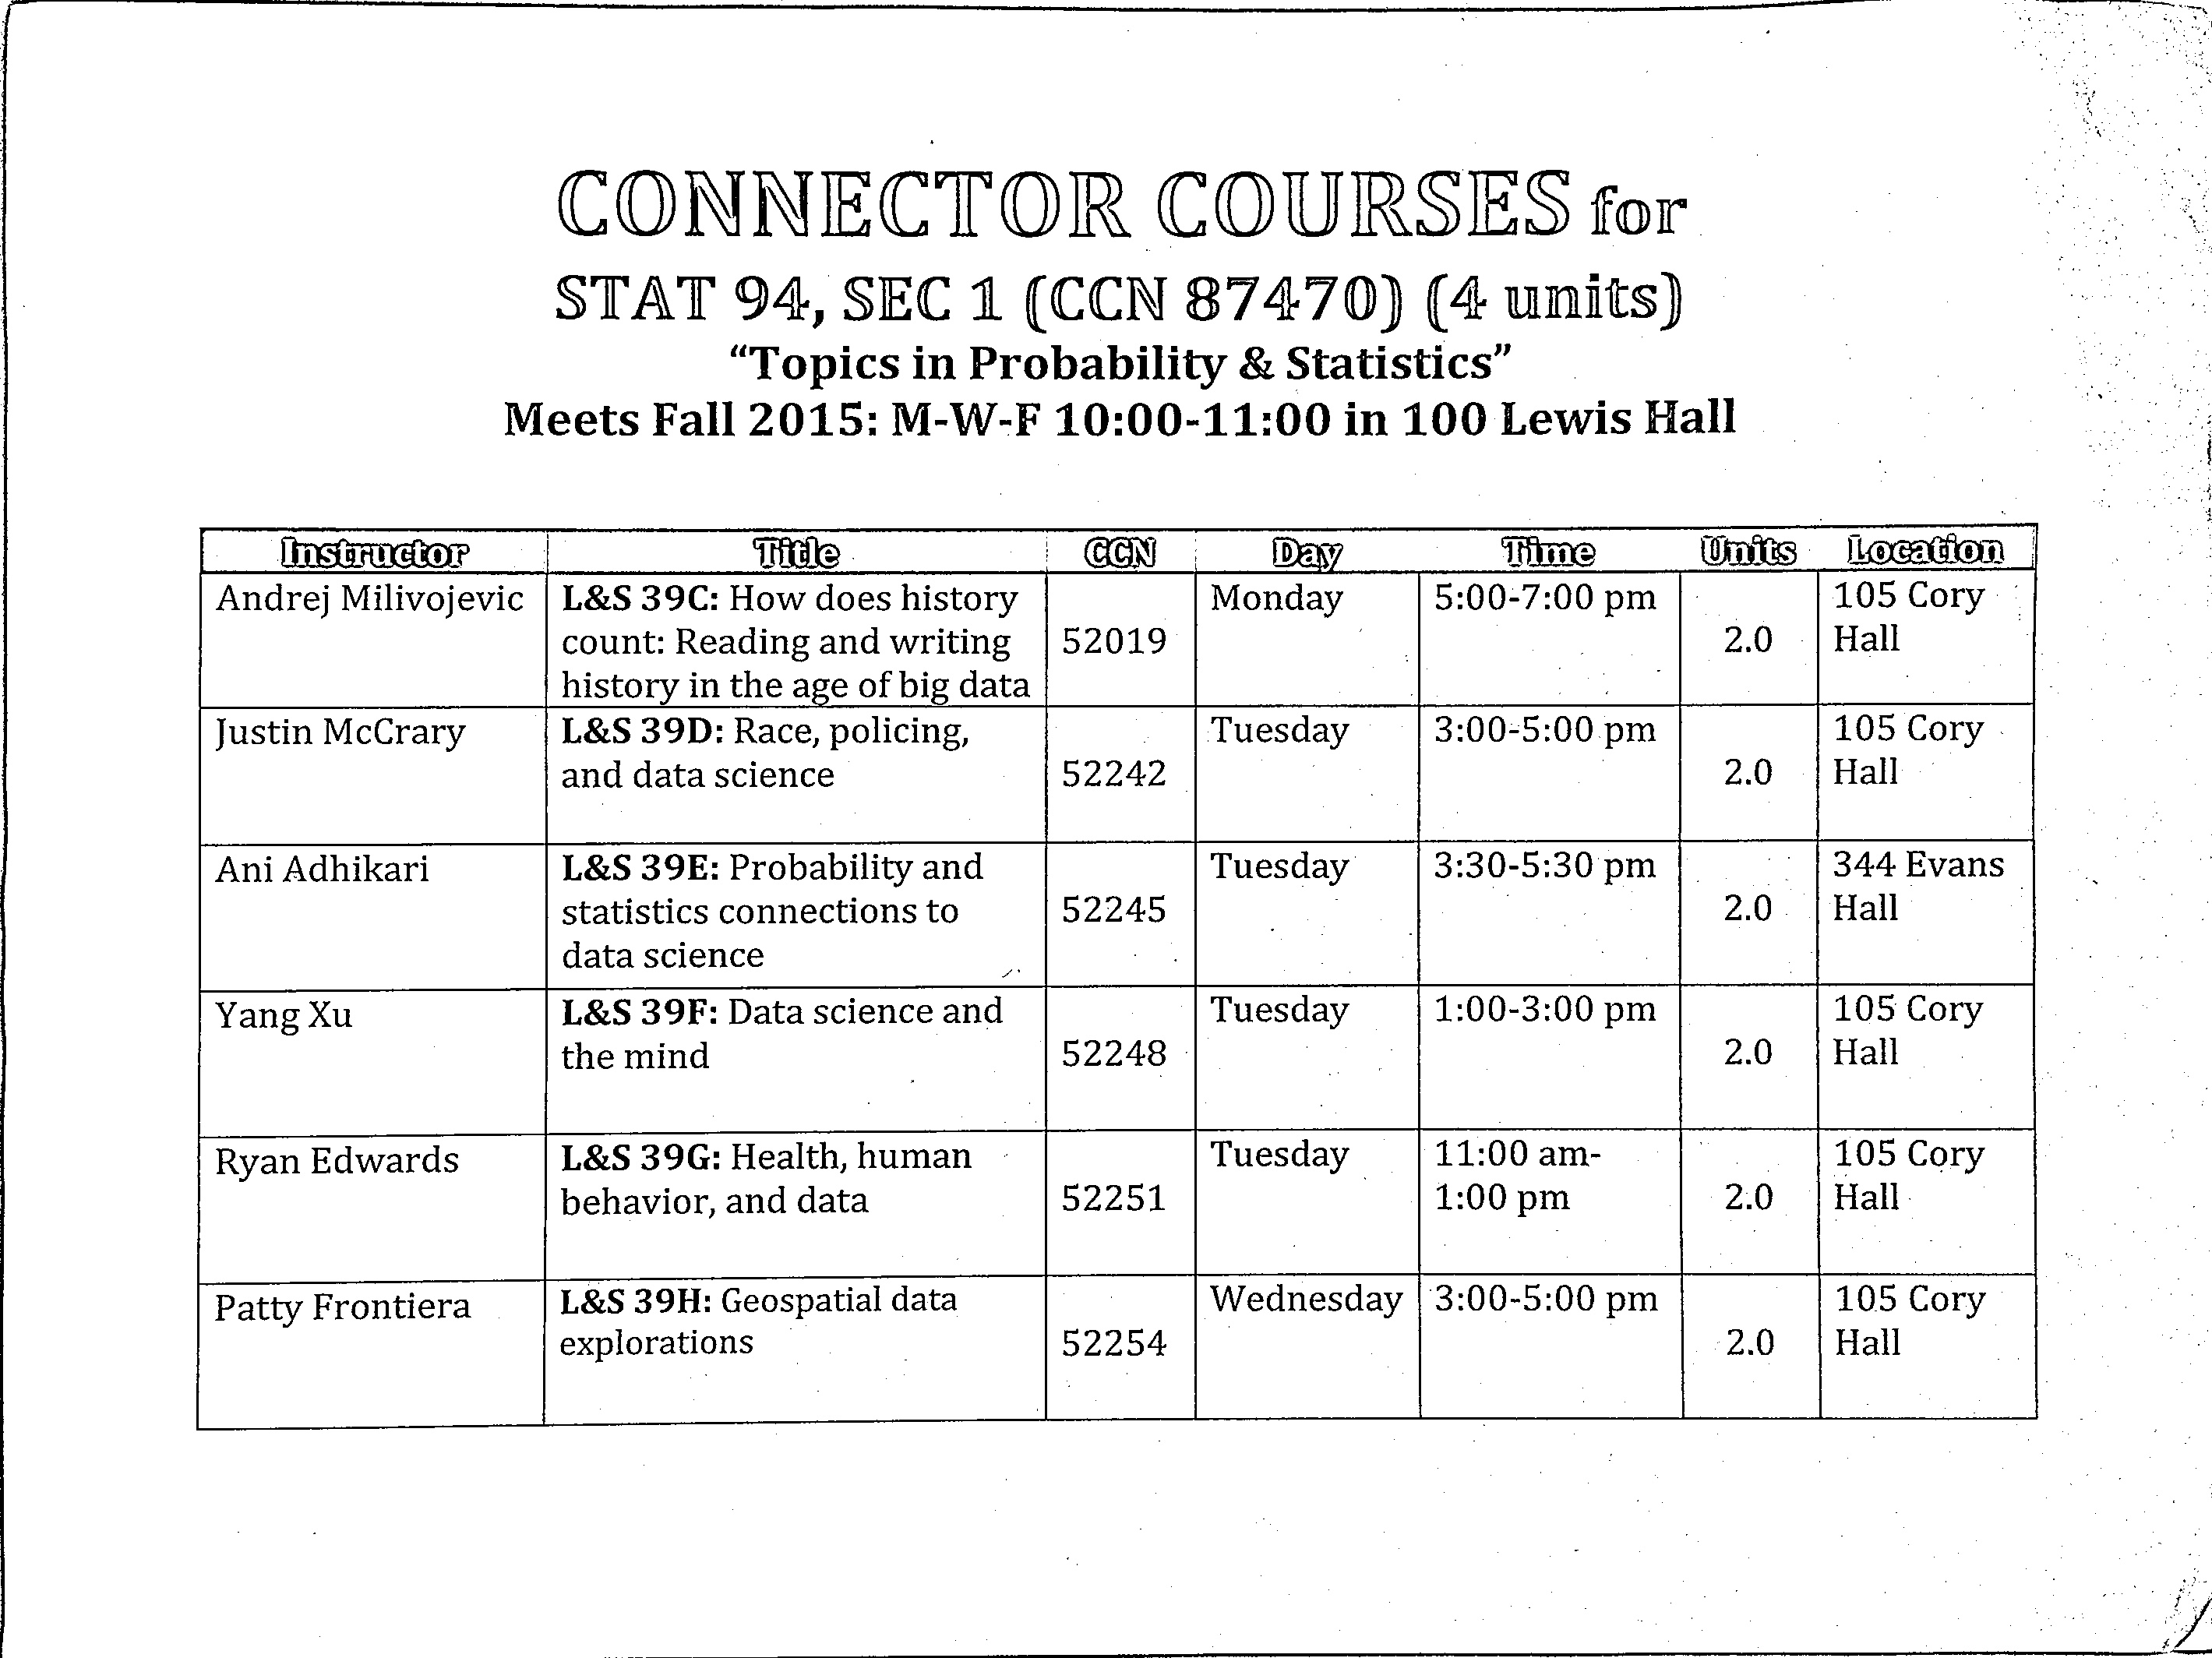 CONNECTOR COURSES for
STAT 94, SEC 1 (CCN 87470) (4 units)
“Topics in Probability & Statistics”
Meets Fall 2015: M-W-F 10:00-11:00 in 100 Lewis Hall
Instructor Title CCN Day Time Units Location
Andrej Milivojevic L&S 39C: How does history Monday 5:00-7:00 pm 105 Cory
count: Reading and writing 52019 2.0 Hall
history in the age of big data
Justin McCrary L&S 39D: Race, policing, Tuesday 3:00-5:00 pm 105 Cory
and data science 52242 2.0 Hall
Ani Adhikari L&S 39E: Probability and Tuesday 3:30-5:30 pm 344 Evans
statistics connections to 52245 2.0 Hall
data science
Yang Xu L&S 39F: Data science and Tuesday 1:00-3:00 pm 105 Cory
the mind 52248 2.0 Hall
Ryan Edwards L&S 39G: Health, human Tuesday 11:00 am- 105 Cory
behavior, and data 52251 1:00 pm 2.0 Hall
Patty Frontiera L&S 39H: Geospatial data Wednesday 3:00-5:00 pm 105 Cory
explorations 52254 2.0 Hall